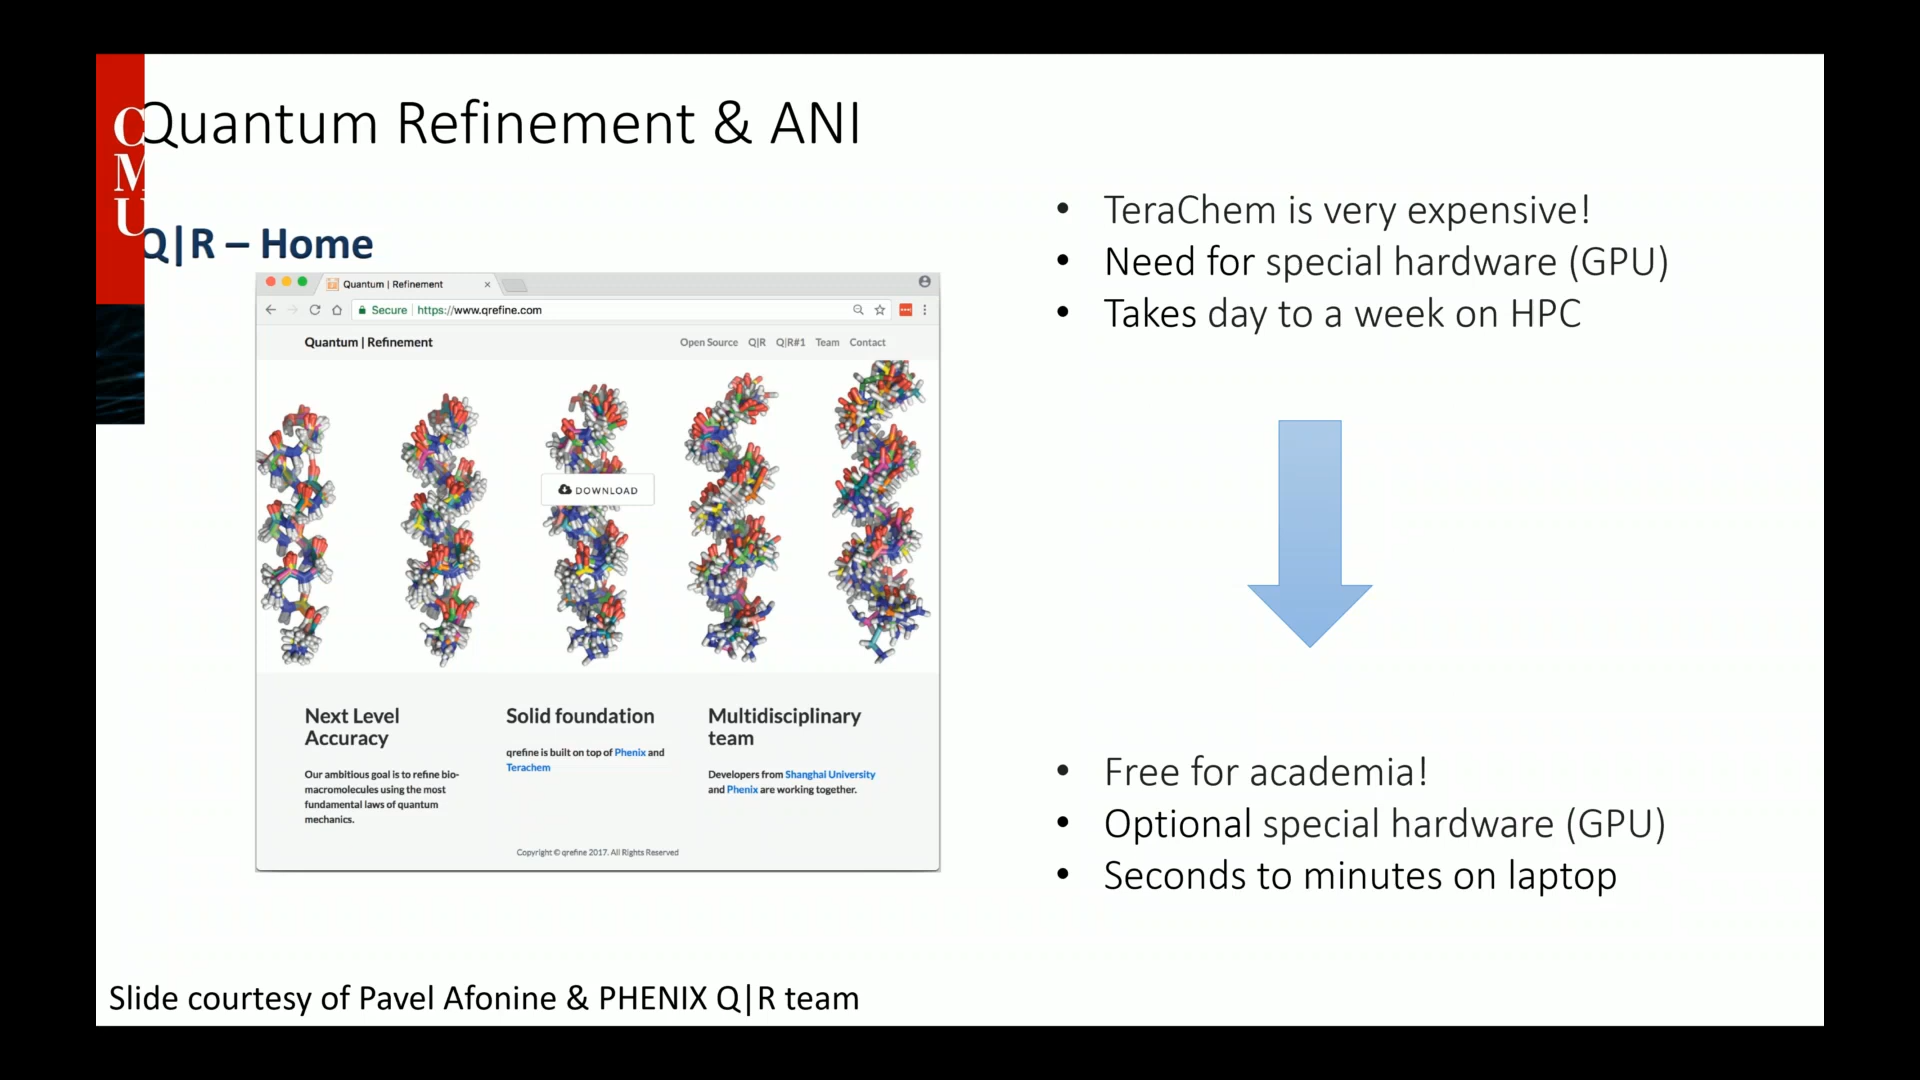 C
M
U
Quantum Refinement & ANI
Q|R – Home
Quantum | Refinement
Secure https://www.qrefine.com
Quantum | Refinement
Open Source Q|R Q|R#1 Team Contact
DOWNLOAD
Next Level
Accuracy
Our ambitious goal is to refine bio-
macromolecules using the most
fundamental laws of quantum
mechanics.
Solid foundation
qrefine is built on top of Phenix and
Terachem
Multidisciplinary
team
Developers from Shanghai University
and Phenix are working together.
Copyright © qrefine 2017. All Rights Reserved
• TeraChem is very expensive!
• Need for special hardware (GPU)
• Takes day to a week on HPC
• Free for academia!
• Optional special hardware (GPU)
• Seconds to minutes on laptop
Slide courtesy of Pavel Afonine & PHENIX Q|R team